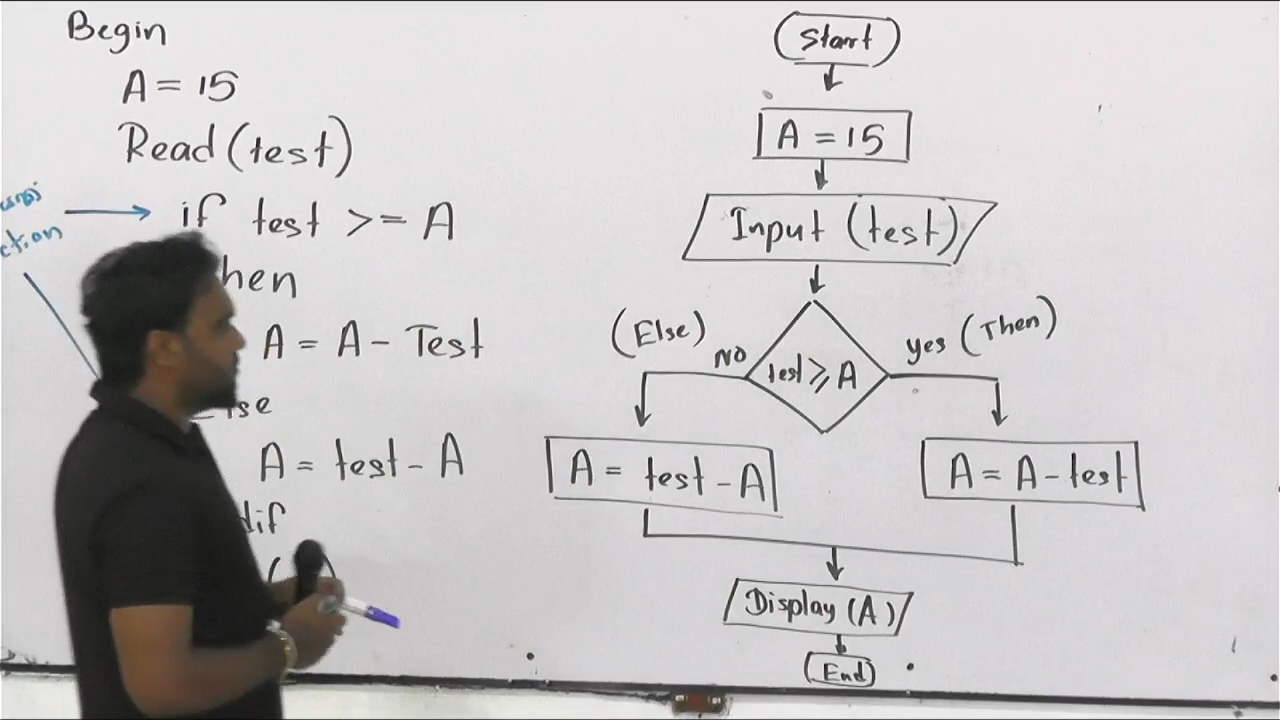 Begin
A = 15
Read (test)
if test >= A
hen
A = A - Test
lse
A = test - A
dif
(Start)
A = 15
Input (test)
test ⩾ A
(Else)
NO
yes (Then)
A = test - A
A = A - test
Display (A)
(End)